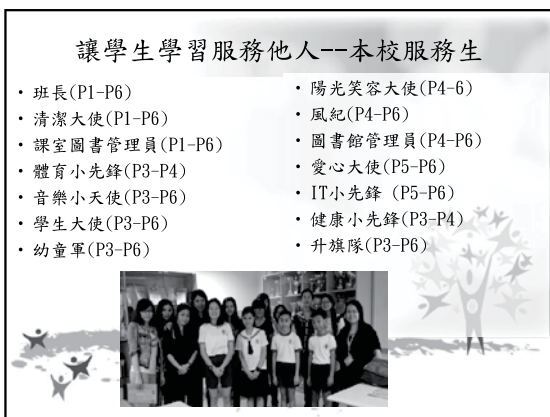 讓學生學習服務他人--本校服務生
• 班長(P1-P6)
• 清潔大使(P1-P6)
• 課室圖書管理員(P1-P6)
• 體育小先鋒(P3-P4)
• 音樂小天使(P3-P6)
• 學生大使(P3-P6)
• 幼童軍(P3-P6)
• 陽光笑容大使(P4-6)
• 風紀(P4-P6)
• 圖書館管理員(P4-P6)
• 愛心大使(P5-P6)
• IT小先鋒 (P5-P6)
• 健康小先鋒(P3-P4)
• 升旗隊(P3-P6)